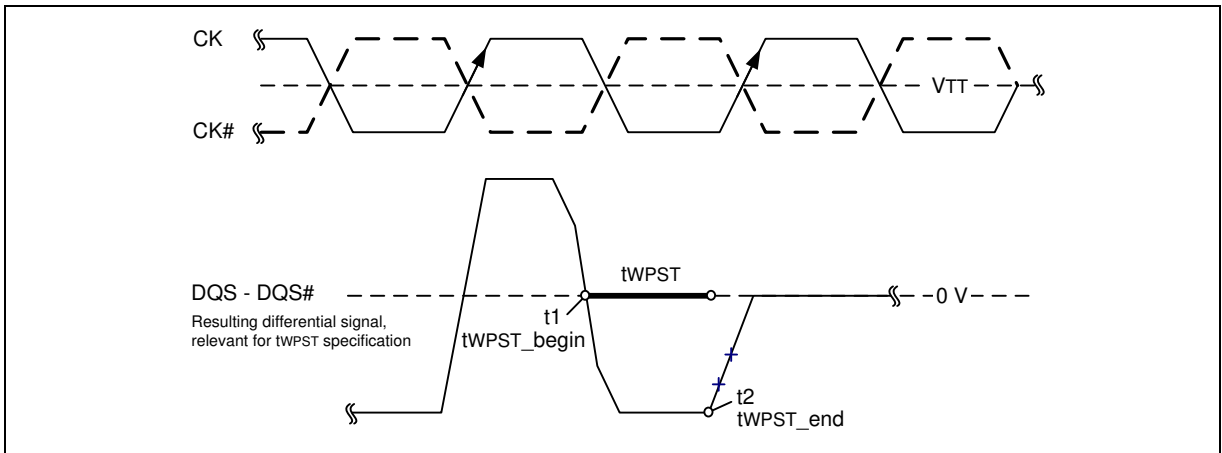 CK
VTT
CK#
tWPST
DQS - DQS#
0 V
Resulting differential signal,
relevant for tWPST specification
t1
tWPST_begin
t2
tWPST_end